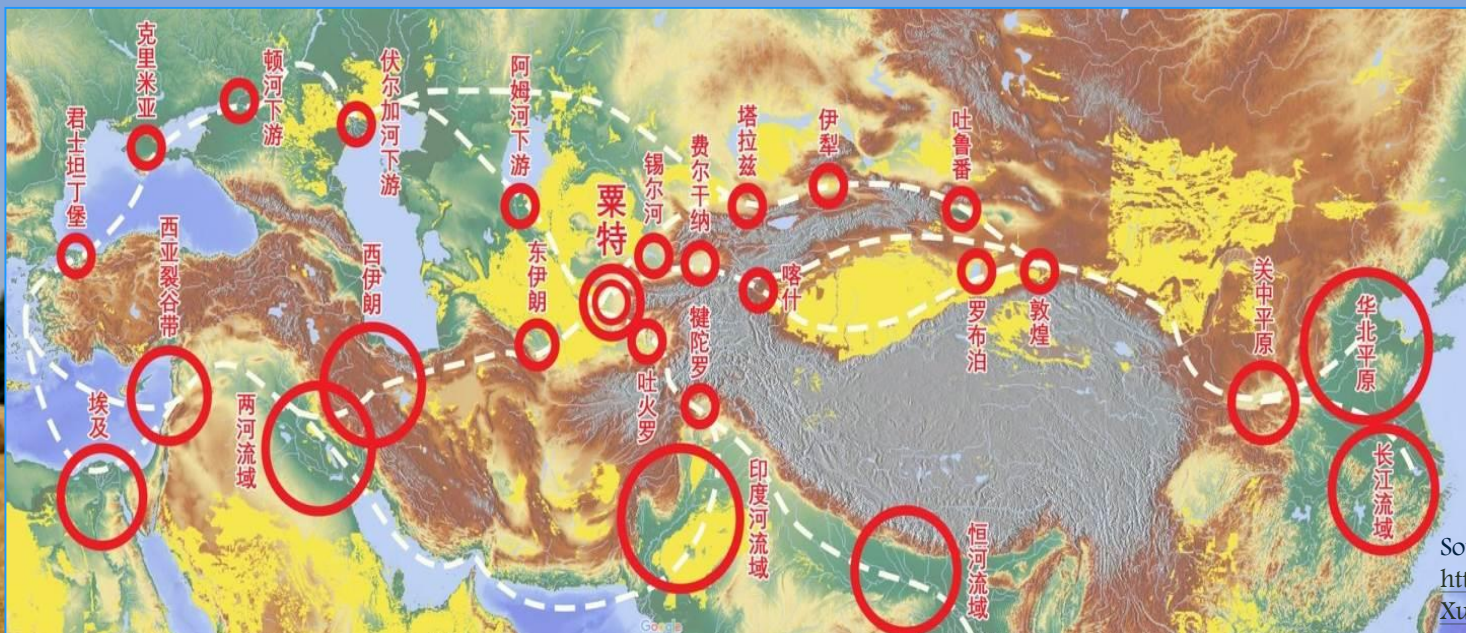 克里米亚
顿河下游
伏尔加河下游
君士坦丁堡
阿姆河下游
锡尔河
费尔干纳
塔拉兹
伊犁
吐鲁番
粟特
西亚裂谷带
西伊朗
东伊朗
喀什
罗布泊
敦煌
关中平原
华北平原
埃及
两河流域
吐火罗
犍陀罗
印度河流域
恒河流域
长江流域
So
htt
Xu
Google